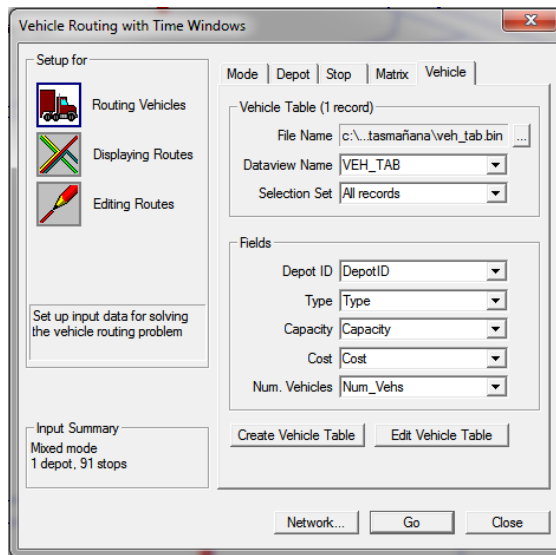 Vehicle Routing with Time Windows
Setup for
Routing Vehicles
Displaying Routes
Editing Routes
Set up input data for solving
the vehicle routing problem
Input Summary
Mixed mode
1 depot, 91 stops
Mode Depot Stop Matrix Vehicle
Vehicle Table (1 record)
File Name c:\...tasmañana\veh_tab.bin ...
Dataview Name VEH_TAB
Selection Set All records
Fields
Depot ID DepotID
Type Type
Capacity Capacity
Cost Cost
Num. Vehicles Num_Vehs
Create Vehicle Table Edit Vehicle Table
Network... Go Close